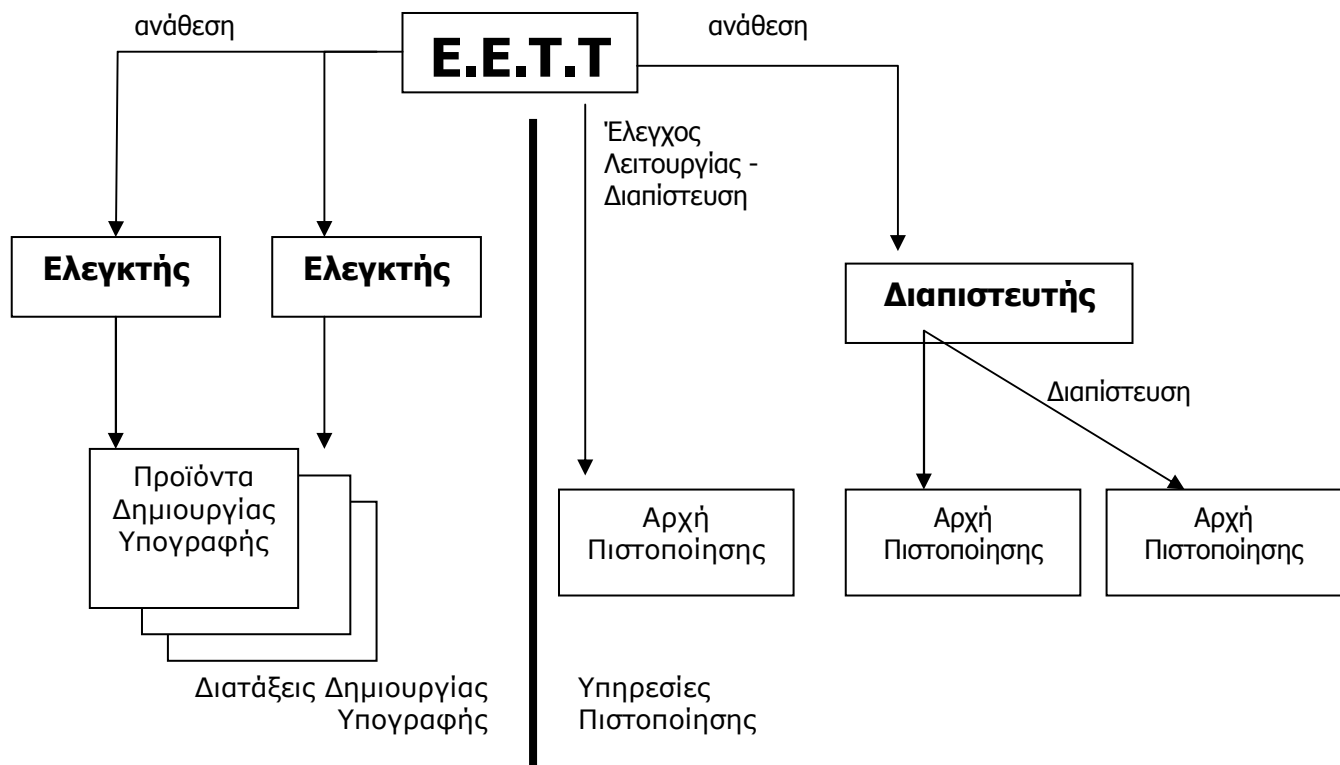 ανάθεση
Ε.Ε.Τ.Τ
ανάθεση
Έλεγχος
Λειτουργίας -
Διαπίστευση
Ελεγκτής
Ελεγκτής
Διαπιστευτής
Διαπίστευση
Προϊόντα
Δημιουργίας
Υπογραφής
Αρχή
Πιστοποίησης
Αρχή
Πιστοποίησης
Αρχή
Πιστοποίησης
Διατάξεις Δημιουργίας
Υπογραφής
Υπηρεσίες
Πιστοποίησης